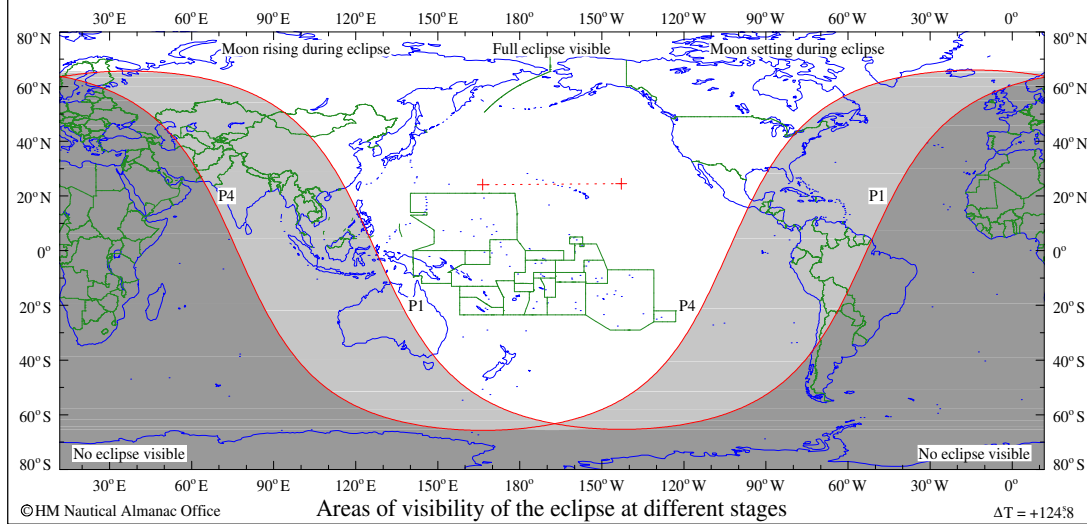 30° E 60° E 90° E 120° E 150° E 180° 150° W 120° W 90° W 60° W 30° W 0°
80° N 80° N
Moon rising during eclipse Full eclipse visible Moon setting during eclipse
60° N 60° N
40° N 40° N
20° N P4 P1 20° N
0° 0°
20° S P1 P4 20° S
40° S 40° S
60° S 60° S
No eclipse visible No eclipse visible
80° S 80° S
30° E 60° E 90° E 120° E 150° E 180° 150° W 120° W 90° W 60° W 30° W 0°
© HM Nautical Almanac Office Areas of visibility of the eclipse at different stages ΔT = +124ˢ.8